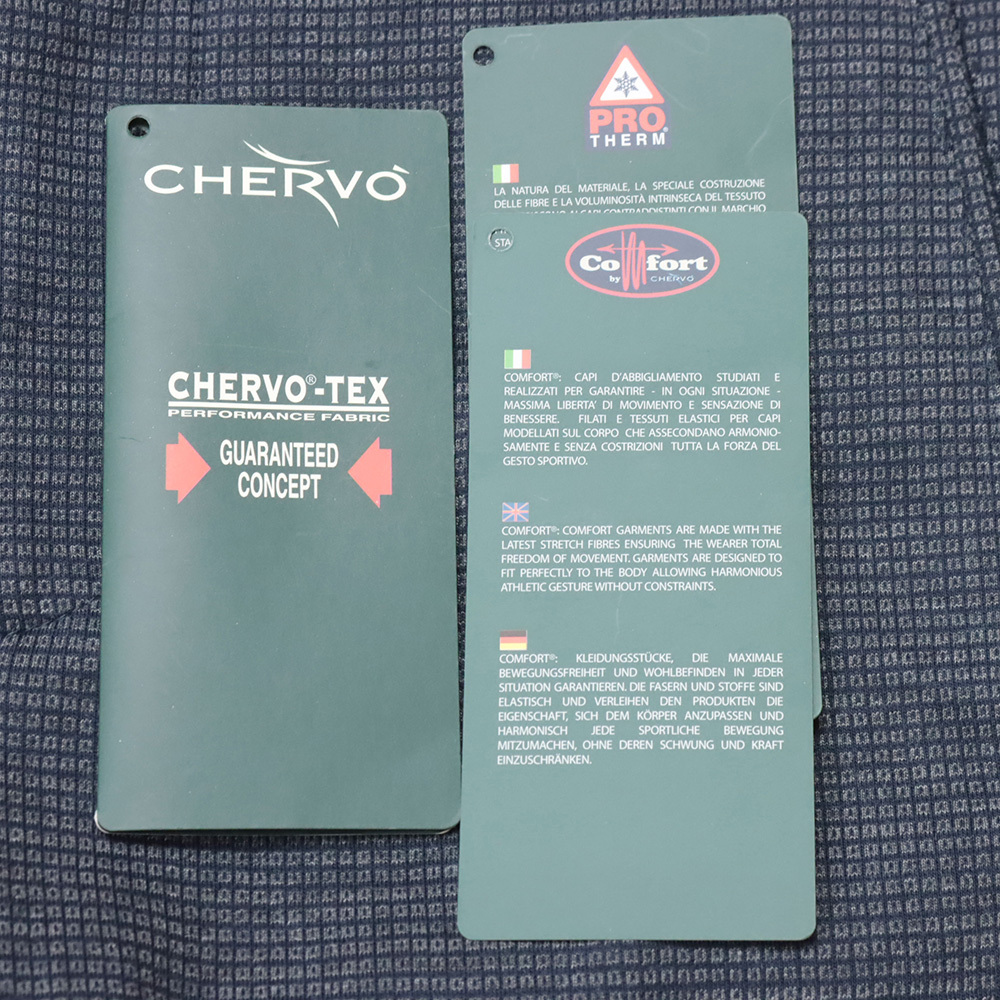 CHERVÒ
CHERVO®-TEX
PERFORMANCE FABRIC
GUARANTEED
CONCEPT
PRO
THERM®
LA NATURA DEL MATERIALE, LA SPECIALE COSTRUZIONE
DELLE FIBRE E LA VOLUMINOSITÀ INTRINSECA DEL TESSUTO
AI CAPI CONTRADDISTINTI CON IL MARCHIO
STA
Comfort
by CHERVÒ
COMFORT®: CAPI D'ABBIGLIAMENTO STUDIATI E
REALIZZATI PER GARANTIRE - IN OGNI SITUAZIONE -
MASSIMA LIBERTA' DI MOVIMENTO E SENSAZIONE DI
BENESSERE. FILATI E TESSUTI ELASTICI PER CAPI
MODELLATI SUL CORPO CHE ASSECONDANO ARMONIO-
SAMENTE E SENZA COSTRIZIONI TUTTA LA FORZA DEL
GESTO SPORTIVO.
COMFORT®: COMFORT GARMENTS ARE MADE WITH THE
LATEST STRETCH FIBRES ENSURING THE WEARER TOTAL
FREEDOM OF MOVEMENT. GARMENTS ARE DESIGNED TO
FIT PERFECTLY TO THE BODY ALLOWING HARMONIOUS
ATHLETIC GESTURE WITHOUT CONSTRAINTS.
COMFORT®: KLEIDUNGSSTÜCKE, DIE MAXIMALE
BEWEGUNGSFREIHEIT UND WOHLBEFINDEN IN JEDER
SITUATION GARANTIEREN. DIE FASERN UND STOFFE SIND
ELASTISCH UND VERLEIHEN DEN PRODUKTEN DIE
EIGENSCHAFT, SICH DEM KÖRPER ANZUPASSEN UND
HARMONISCH JEDE SPORTLICHE BEWEGUNG
MITZUMACHEN, OHNE DEREN SCHWUNG UND KRAFT
EINZUSCHRÄNKEN.